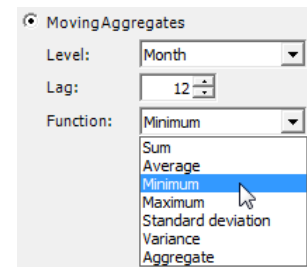 MovingAggregates
Level: Month
Lag: 12
Function: Minimum
Sum
Average
Minimum
Maximum
Standard deviation
Variance
Aggregate